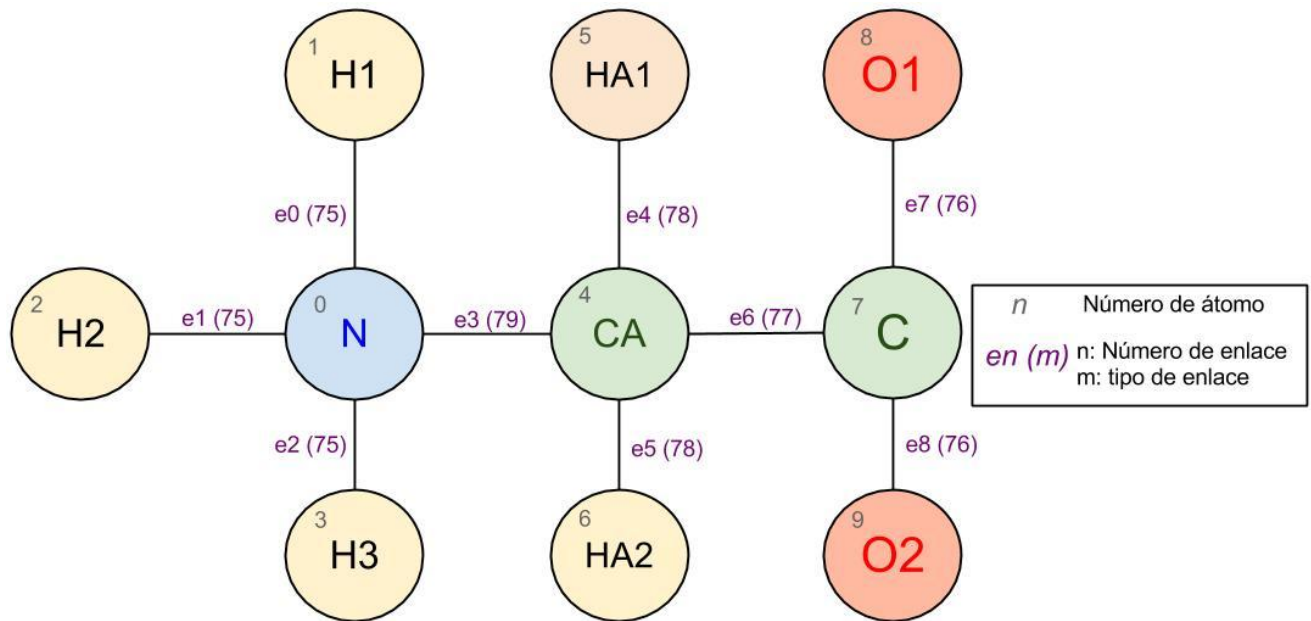 1
H1
5
HA1
8
O1
e0 (75)
e4 (78)
e7 (76)
2
H2
e1 (75)
0
N
e3 (79)
4
CA
e6 (77)
7
C
n Número de átomo
en (m) n: Número de enlace
m: tipo de enlace
e2 (75)
e5 (78)
e8 (76)
3
H3
6
HA2
9
O2